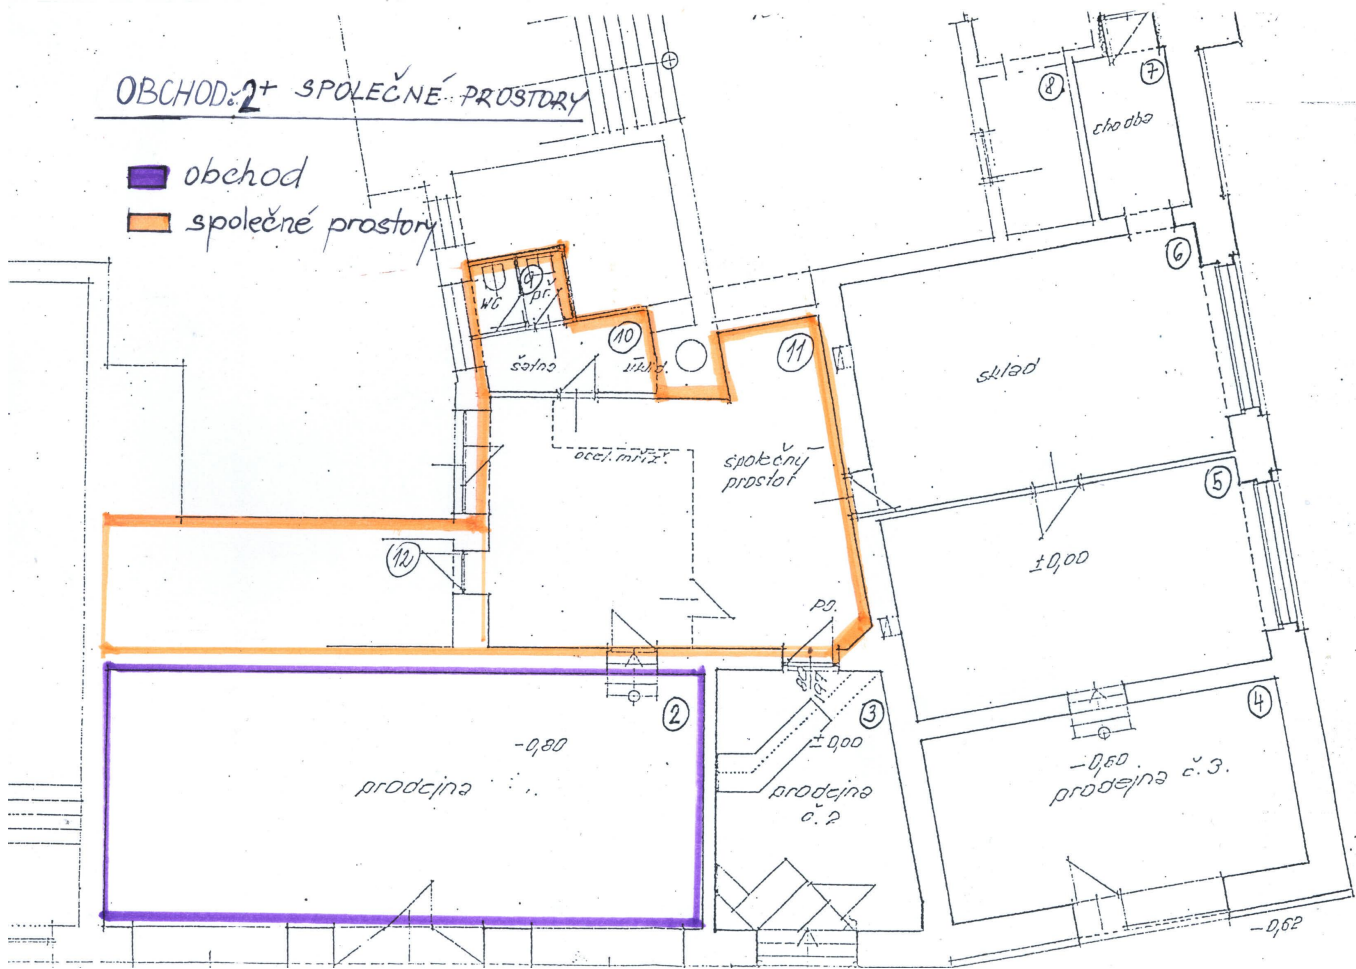 OBCHOD č.2+ SPOLEČNÉ PROSTORY
obchod
společné prostory
8
7
chodba
6
9
WC
př.
10
šatna
úklid.
11
sklad
ocel. mříž.
společný
prostor
5
±0,00
12
po.
2
-0,80
prodejna
3
±0,00
prodejna
č.2
4
-0,60
prodejna č.3.
-0,62